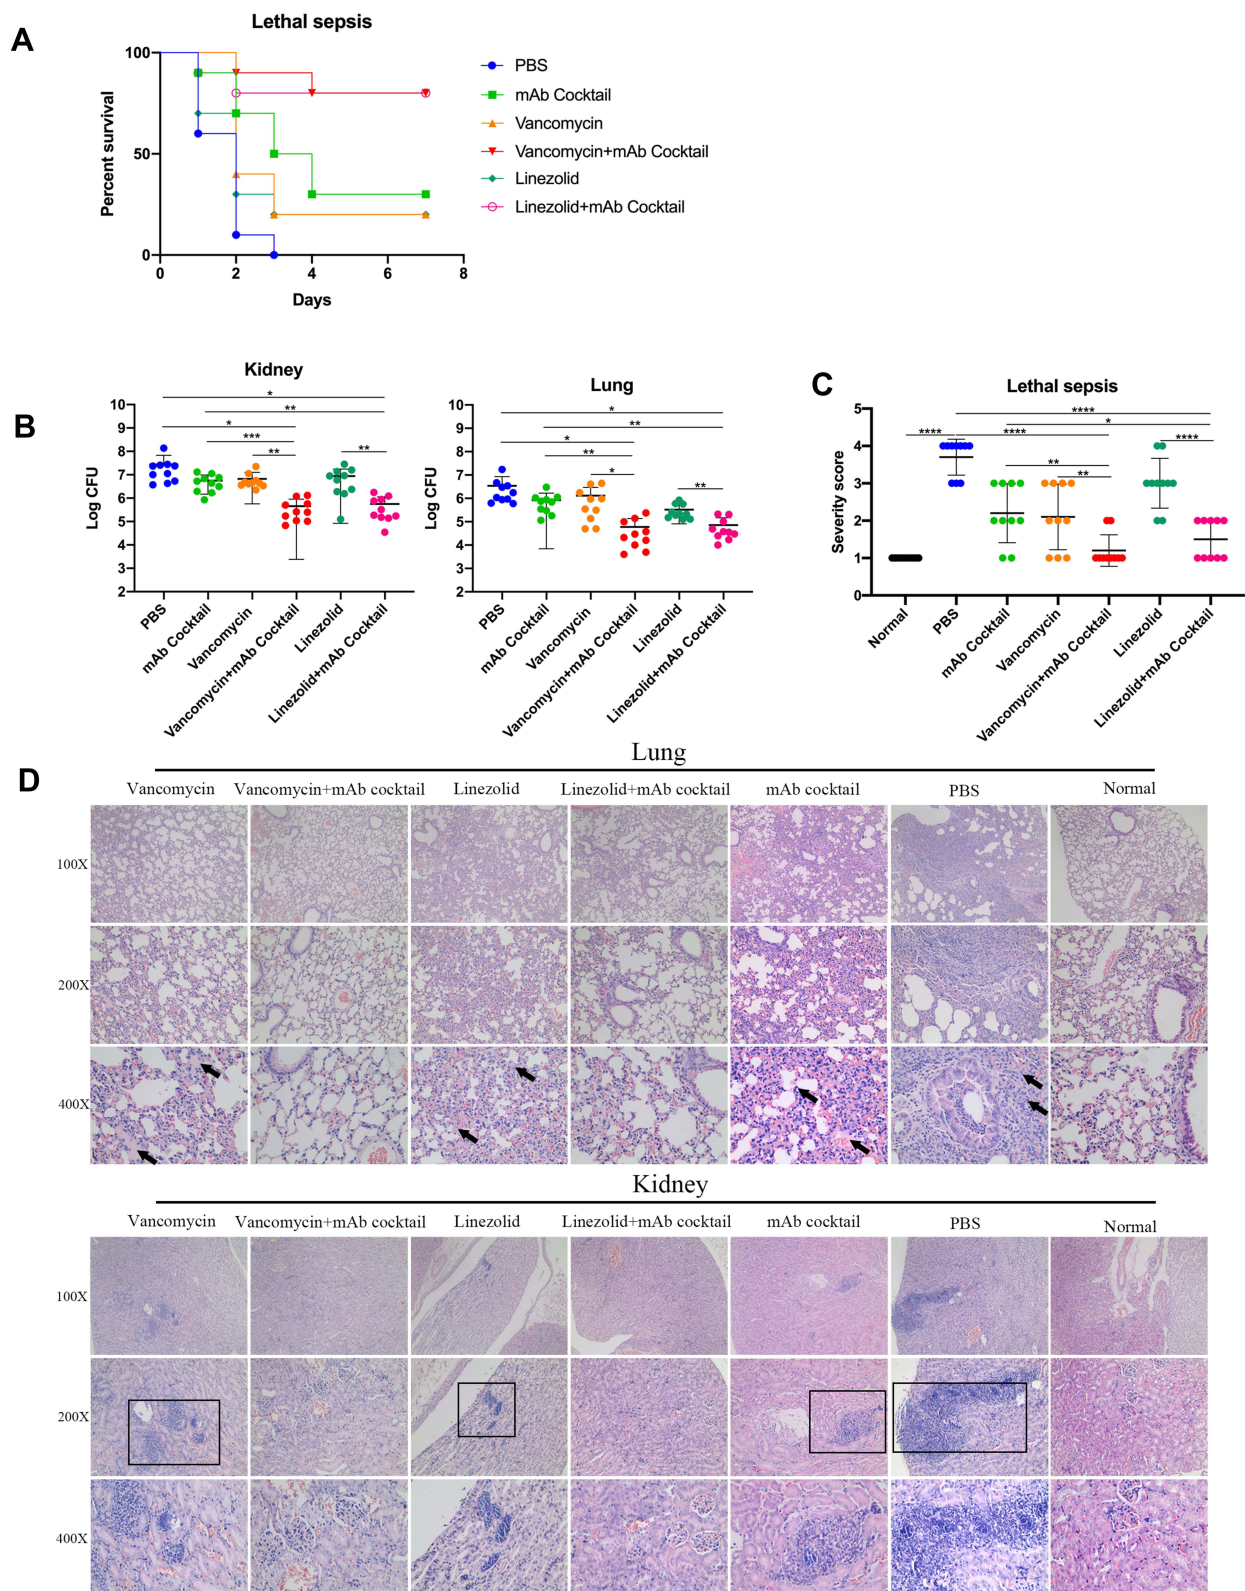 A
Lethal sepsis
Percent survival
100
50
0
0 2 4 6 8
Days
PBS
mAb Cocktail
Vancomycin
Vancomycin+mAb Cocktail
Linezolid
Linezolid+mAb Cocktail
B
Kidney
Log CFU
10
9
8
7
6
5
4
3
2
*
**
*
***
**
**
PBS
mAb Cocktail
Vancomycin
Vancomycin+mAb Cocktail
Linezolid
Linezolid+mAb Cocktail
Lung
Log CFU
10
9
8
7
6
5
4
3
2
*
**
*
**
*
**
PBS
mAb Cocktail
Vancomycin
Vancomycin+mAb Cocktail
Linezolid
Linezolid+mAb Cocktail
C
Lethal sepsis
Severity score
5
4
3
2
1
0
****
*
**** ****
****
**
**
Normal
PBS
mAb Cocktail
Vancomycin
Vancomycin+mAb Cocktail
Linezolid
Linezolid+mAb Cocktail
D
Lung
Vancomycin Vancomycin+mAb cocktail Linezolid Linezolid+mAb cocktail mAb cocktail PBS Normal
100X
200X
400X
Kidney
Vancomycin Vancomycin+mAb cocktail Linezolid Linezolid+mAb cocktail mAb cocktail PBS Normal
100X
200X
400X